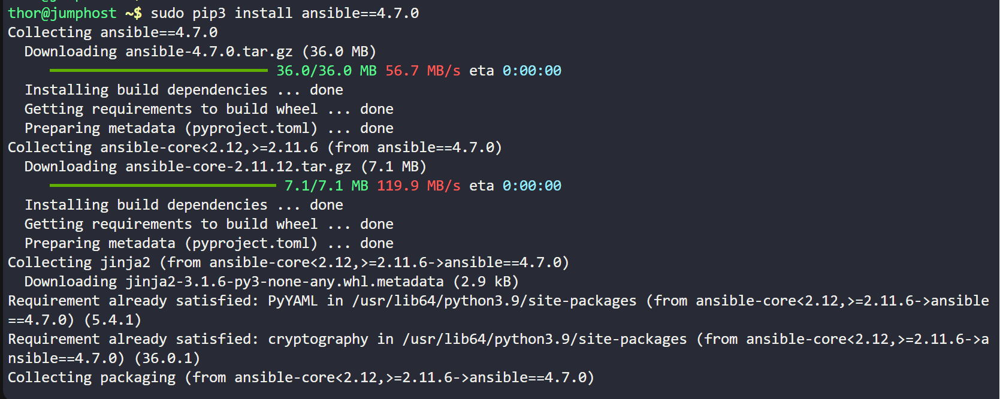 thor@jumphost ~$ sudo pip3 install ansible==4.7.0
Collecting ansible==4.7.0
  Downloading ansible-4.7.0.tar.gz (36.0 MB)
     36.0/36.0 MB 56.7 MB/s eta 0:00:00
  Installing build dependencies ... done
  Getting requirements to build wheel ... done
  Preparing metadata (pyproject.toml) ... done
Collecting ansible-core<2.12,>=2.11.6 (from ansible==4.7.0)
  Downloading ansible-core-2.11.12.tar.gz (7.1 MB)
     7.1/7.1 MB 119.9 MB/s eta 0:00:00
  Installing build dependencies ... done
  Getting requirements to build wheel ... done
  Preparing metadata (pyproject.toml) ... done
Collecting jinja2 (from ansible-core<2.12,>=2.11.6->ansible==4.7.0)
  Downloading jinja2-3.1.6-py3-none-any.whl.metadata (2.9 kB)
Requirement already satisfied: PyYAML in /usr/lib64/python3.9/site-packages (from ansible-core<2.12,>=2.11.6->ansible
==4.7.0) (5.4.1)
Requirement already satisfied: cryptography in /usr/lib64/python3.9/site-packages (from ansible-core<2.12,>=2.11.6->a
nsible==4.7.0) (36.0.1)
Collecting packaging (from ansible-core<2.12,>=2.11.6->ansible==4.7.0)